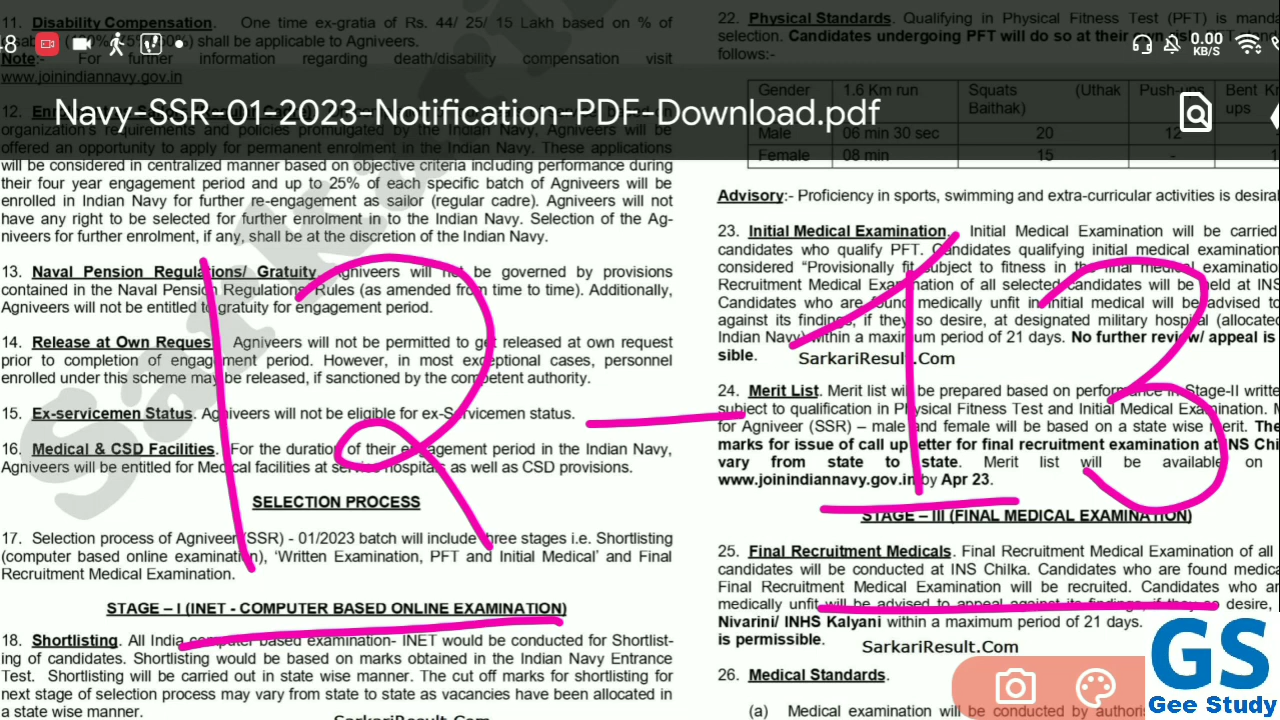 11. Disability Compensation. One time ex-gratia of Rs. 44/ 25/ 15 Lakh based on % of
shall be applicable to Agniveers.
Note:- For further information regarding death/disability compensation visit
www.joinindiannavy.gov.in
Navy-SSR-01-2023-Notification-PDF-Download.pdf
organization's requirements and policies promulgated by the Indian Navy, Agniveers will be
offered an opportunity to apply for permanent enrolment in the Indian Navy. These applications
will be considered in centralized manner based on objective criteria including performance during
their four year engagement period and up to 25% of each specific batch of Agniveers will be
enrolled in Indian Navy for further re-engagement as sailor (regular cadre). Agniveers will not
have any right to be selected for further enrolment in to the Indian Navy. Selection of the Ag-
niveers for further enrolment, if any, shall be at the discretion of the Indian Navy.
13. Naval Pension Regulations/ Gratuity. Agniveers will not be governed by provisions
contained in the Naval Pension Regulations/Rules (as amended from time to time). Additionally,
Agniveers will not be entitled to gratuity for engagement period.
14. Release at Own Request. Agniveers will not be permitted to get released at own request
prior to completion of engagement period. However, in most exceptional cases, personnel
enrolled under this scheme may be released, if sanctioned by the competent authority.
15. Ex-servicemen Status. Agniveers will not be eligible for ex-Servicemen status.
16. Medical & CSD Facilities. For the duration of their engagement period in the Indian Navy,
Agniveers will be entitled for Medical facilities at service hospitals as well as CSD provisions.
SELECTION PROCESS
17. Selection process of Agniveer (SSR) - 01/2023 batch will include three stages i.e. Shortlisting
(computer based online examination), 'Written Examination, PFT and Initial Medical' and Final
Recruitment Medical Examination.
STAGE – I (INET - COMPUTER BASED ONLINE EXAMINATION)
18. Shortlisting. All India computer based examination- INET would be conducted for Shortlist-
ing of candidates. Shortlisting would be based on marks obtained in the Indian Navy Entrance
Test. Shortlisting will be carried out in state wise manner. The cut off marks for shortlisting for
next stage of selection process may vary from state to state as vacancies have been allocated in
a state wise manner.
SarkariResult.Com
22. Physical Standards. Qualifying in Physical Fitness Test (PFT) is
selection. Candidates undergoing PFT will do so at their own
follows:-
8
0.00
KB/S
Gender 1.6 Km run Squats (Uthak Push-ups Bent
Baithak) ups
Male 06 min 30 sec 20 12
Female 08 min 15 -
Advisory:- Proficiency in sports, swimming and extra-curricular activities is
23. Initial Medical Examination. Initial Medical Examination will be carried
candidates who qualify PFT. Candidates qualifying initial medical examination
considered "Provisionally fit subject to fitness in the final medical
Recruitment Medical Examination of all selected candidates will be held at INS
Candidates who are found medically unfit in initial medical will be advised to
against its findings, if they so desire, at designated military hospital (allocated
Indian Navy) within a maximum period of 21 days. No further review/ appeal is
sible. SarkariResult.Com
24. Merit List. Merit list will be prepared based on performance in Stage-II
subject to qualification in Physical Fitness Test and Initial Medical Examination.
for Agniveer (SSR) – male and female will be based on a state wise merit. The
marks for issue of call up letter for final recruitment examination at INS
vary from state to state. Merit list will be available on
www.joinindiannavy.gov.in by Apr 23.
STAGE – III (FINAL MEDICAL EXAMINATION)
25. Final Recruitment Medicals. Final Recruitment Medical Examination of all
candidates will be conducted at INS Chilka. Candidates who are found
Final Recruitment Medical Examination will be recruited. Candidates who
medically unfit will be advised to appeal against its findings, if they so desire,
Nivarini/ INHS Kalyani within a maximum period of 21 days.
is permissible. SarkariResult.Com
26. Medical Standards.
(a) Medical examination will be conducted by
R - 13
GS
Gee Study